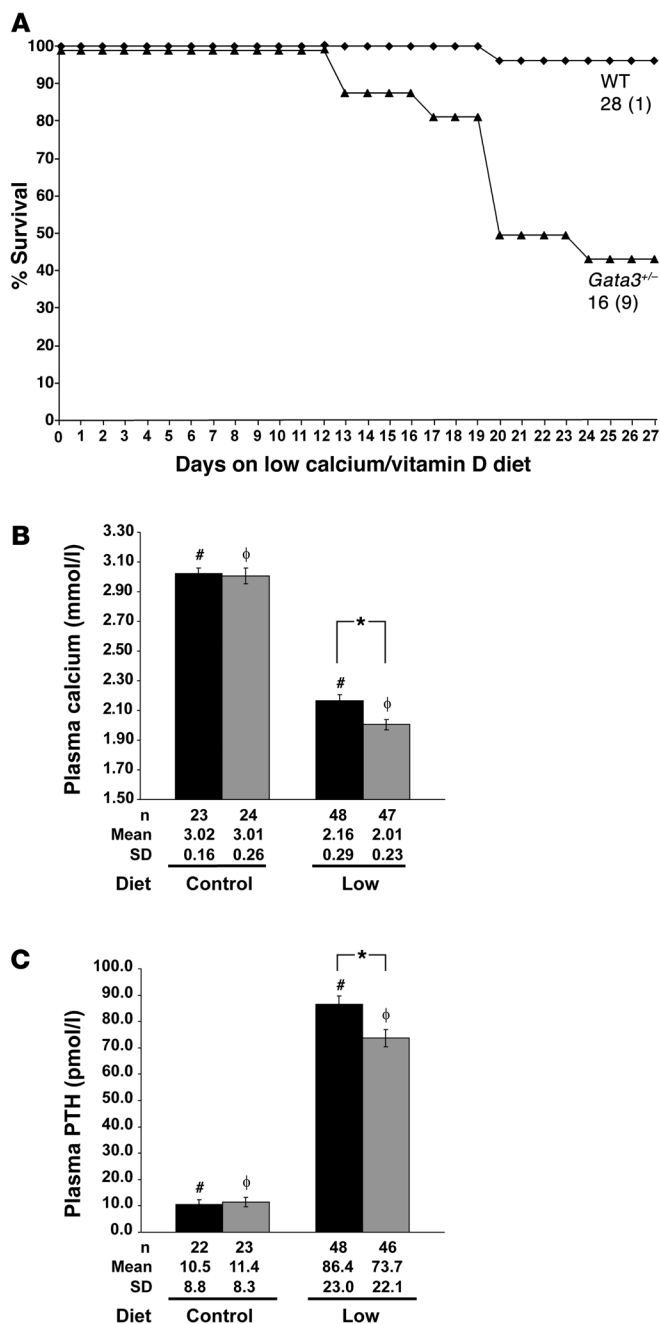 A
100
90
80
70
60
50
40
30
20
10
0
% Survival
WT
28 (1)
Gata3+/–
16 (9)
0 1 2 3 4 5 6 7 8 9 10 11 12 13 14 15 16 17 18 19 20 21 22 23 24 25 26 27
Days on low calcium/vitamin D diet
B
3.30
3.10
2.90
2.70
2.50
2.30
2.10
1.90
1.70
1.50
Plasma calcium (mmol/l)
# ϕ
*
# ϕ
n 23 24 48 47
Mean 3.02 3.01 2.16 2.01
SD 0.16 0.26 0.29 0.23
Diet Control Low
C
100.0
90.0
80.0
70.0
60.0
50.0
40.0
30.0
20.0
10.0
0.0
Plasma PTH (pmol/l)
*
# ϕ
# ϕ
n 22 23 48 46
Mean 10.5 11.4 86.4 73.7
SD 8.8 8.3 23.0 22.1
Diet Control Low